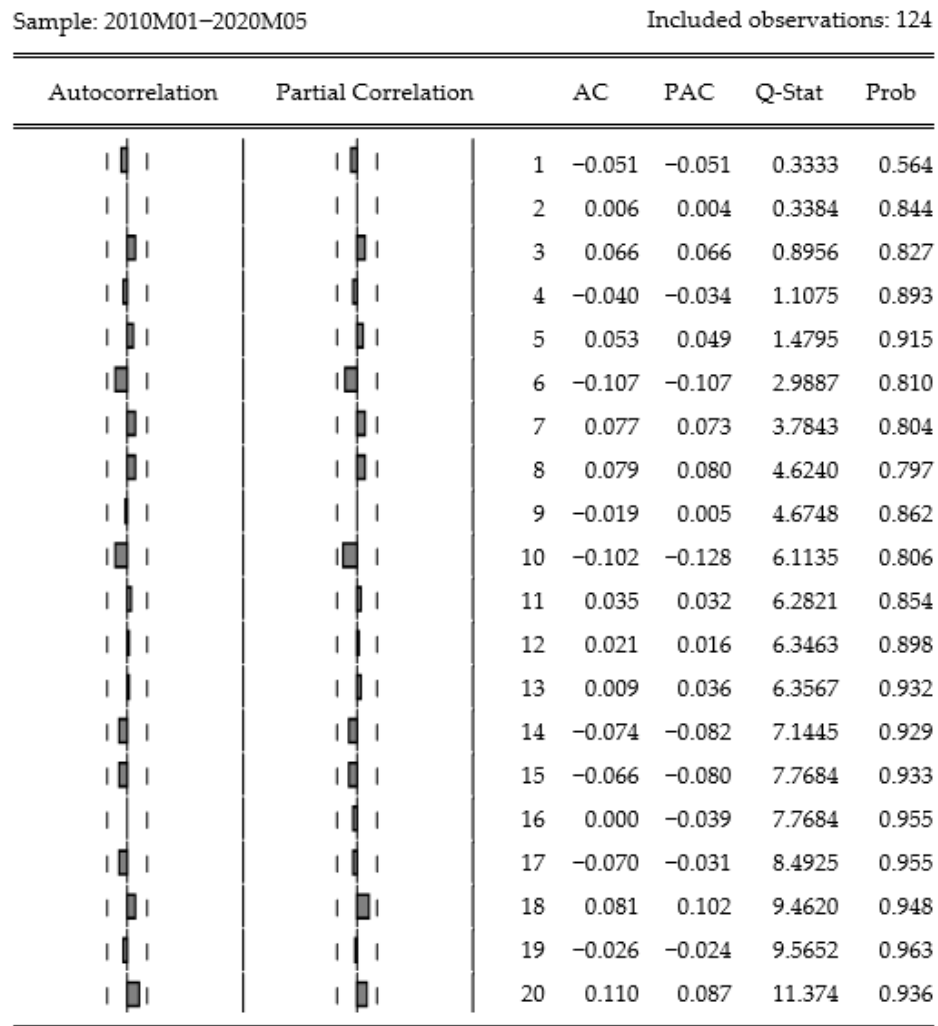 Sample: 2010M01−2020M05 Included observations: 124
Autocorrelation Partial Correlation AC PAC Q-Stat Prob
1 −0.051 −0.051 0.3333 0.564
2 0.006 0.004 0.3384 0.844
3 0.066 0.066 0.8956 0.827
4 −0.040 −0.034 1.1075 0.893
5 0.053 0.049 1.4795 0.915
6 −0.107 −0.107 2.9887 0.810
7 0.077 0.073 3.7843 0.804
8 0.079 0.080 4.6240 0.797
9 −0.019 0.005 4.6748 0.862
10 −0.102 −0.128 6.1135 0.806
11 0.035 0.032 6.2821 0.854
12 0.021 0.016 6.3463 0.898
13 0.009 0.036 6.3567 0.932
14 −0.074 −0.082 7.1445 0.929
15 −0.066 −0.080 7.7684 0.933
16 0.000 −0.039 7.7684 0.955
17 −0.070 −0.031 8.4925 0.955
18 0.081 0.102 9.4620 0.948
19 −0.026 −0.024 9.5652 0.963
20 0.110 0.087 11.374 0.936